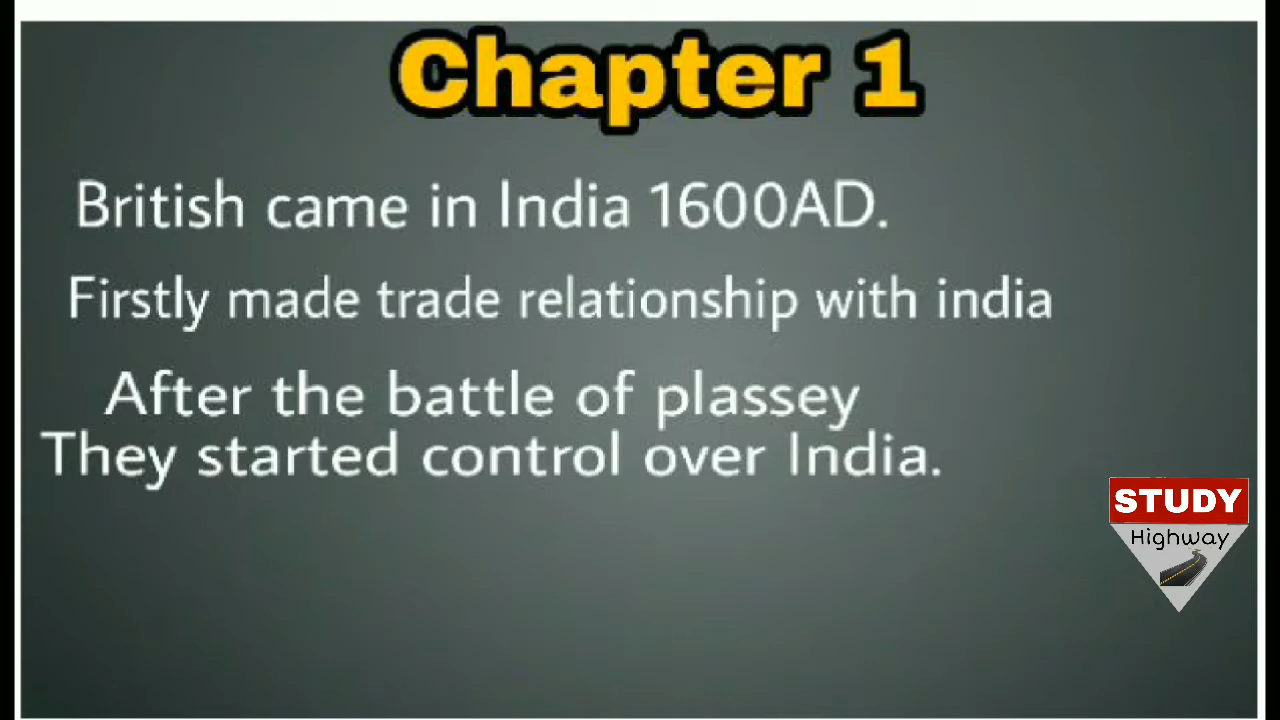 Chapter 1
British came in India 1600AD.
Firstly made trade relationship with india
After the battle of plassey
They started control over India.
STUDY
Highway